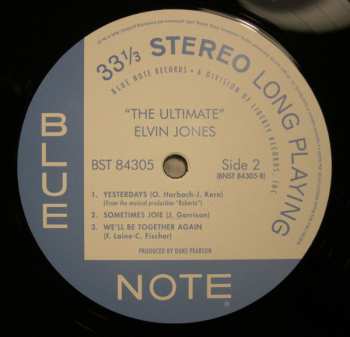 33⅓ STEREO LONG PLAYING
BLUE NOTE RECORDS • A DIVISION OF LIBERTY RECORDS, INC.
"THE ULTIMATE"
ELVIN JONES
BST 84305 Side 2
(BNST 84305-B)
1. YESTERDAYS (O. Harbach-J. Kern)
(From the musical production "Roberta")
2. SOMETIMES JOIE (J. Garrison)
3. WE'LL BE TOGETHER AGAIN
(F. Laine-C. Fischer)
PRODUCED BY DUKE PEARSON
BLUE
NOTE